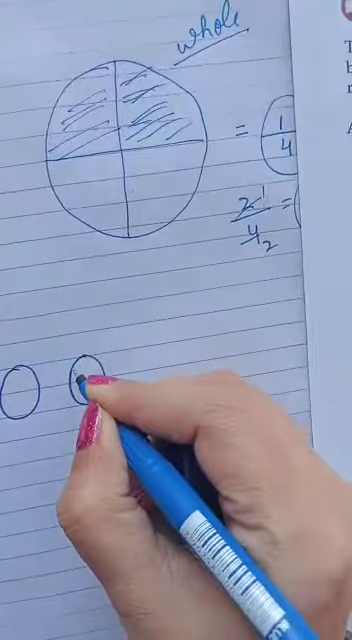 whole
= 1/4
2 1 =
4 2